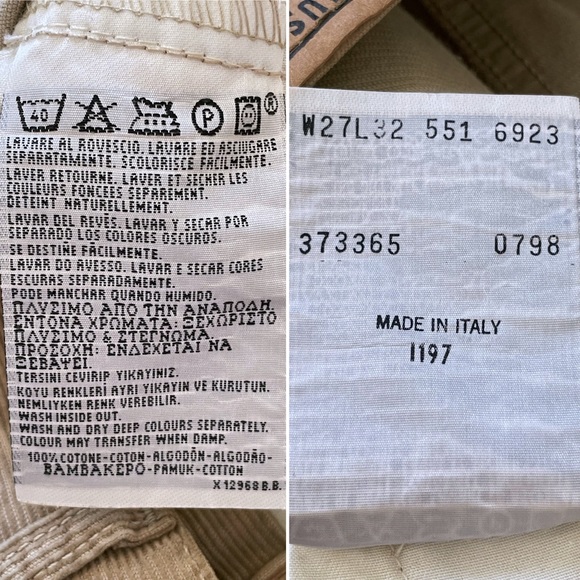 40
P
®
LAVARE AL ROVESCIO. LAVARE ED ASCIUGARE
SEPARATAMENTE. SCOLORISCE FACILMENTE.
LAVER RETOURNE. LAVER ET SECHER LES
COULEURS FONCÉES SEPAREMENT.
DETEINT NATURELLEMENT.
LAVAR DEL REVÉS. LAVAR Y SECAR POR
SEPARADO LOS COLORES OSCUROS.
SE DESTIÑE FÁCILMENTE.
LAVAR DO AVESSO. LAVAR E SECAR CORES
ESCURAS SEPARADAMENTE.
PODE MANCHAR QUANDO HUMIDO.
ΠΛΥΣΙΜΟ ΑΠΟ ΤΗΝ ΑΝΑΠΟΔΗ.
ΕΝΤΟΝΑ ΧΡΩΜΑΤΑ: ΞΕΧΩΡΙΣΤΟ
ΠΛΥΣΙΜΟ & ΣΤΕΓΝΩΜΑ.
ΠΡΟΣΟΧΗ: ΕΝΔΕΧΕΤΑΙ ΝΑ
ΞΕΒΑΨΕΙ.
TERSINI CEVIRIP YIKAYINIZ.
KOYU RENKLERI AYRI YIKAYIN VE KURUTUN.
NEMLIYKEN RENK VEREBILIR.
WASH INSIDE OUT.
WASH AND DRY DEEP COLOURS SEPARATELY.
COLOUR MAY TRANSFER WHEN DAMP.
100% COTONE-COTON-ALGODÓN-ALGODÃO-
ΒΑΜΒΑΚΕΡΟ-PAMUK-COTTON
X 12968 B.B.
W27L32 551 6923
373365 0798
MADE IN ITALY
1197